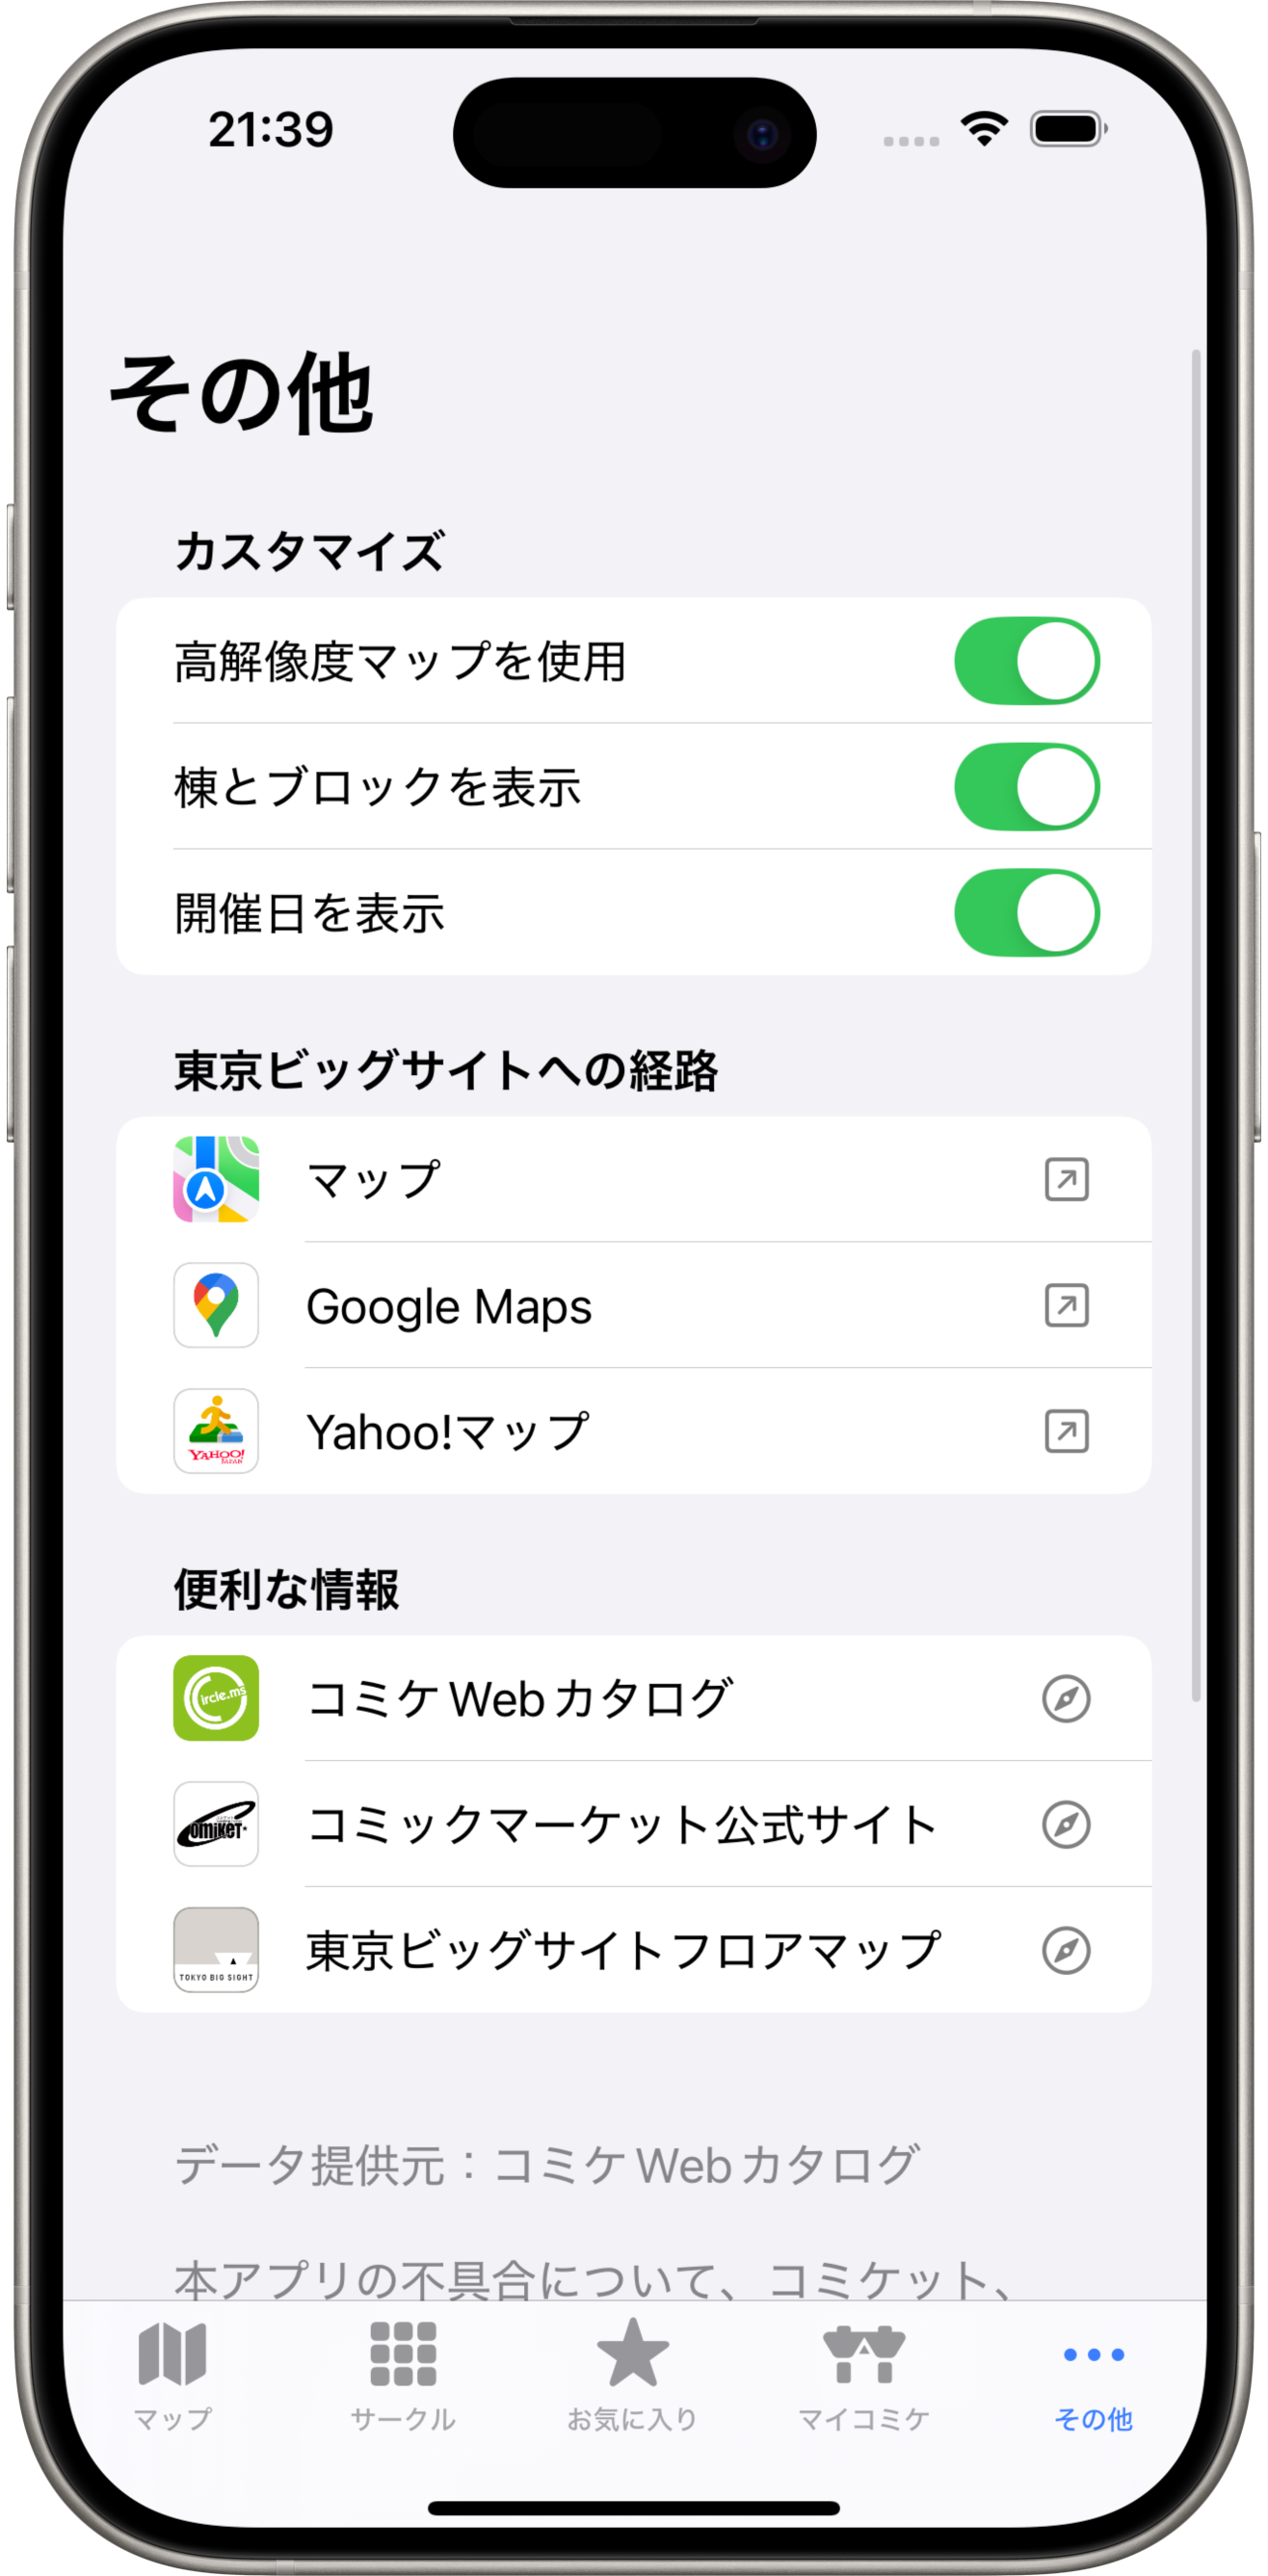 21:39
その他
カスタマイズ
高解像度マップを使用
棟とブロックを表示
開催日を表示
東京ビッグサイトへの経路
マップ
Google Maps
YAHOO!
JAPAN
Yahoo!マップ
便利な情報
ircle.ms
コミケWebカタログ
omiket
コミックマーケット公式サイト
TOKYO BIG SIGHT
東京ビッグサイトフロアマップ
データ提供元：コミケWebカタログ
本アプリの不具合について、コミケット、
マップ
サークル
お気に入り
マイコミケ
その他